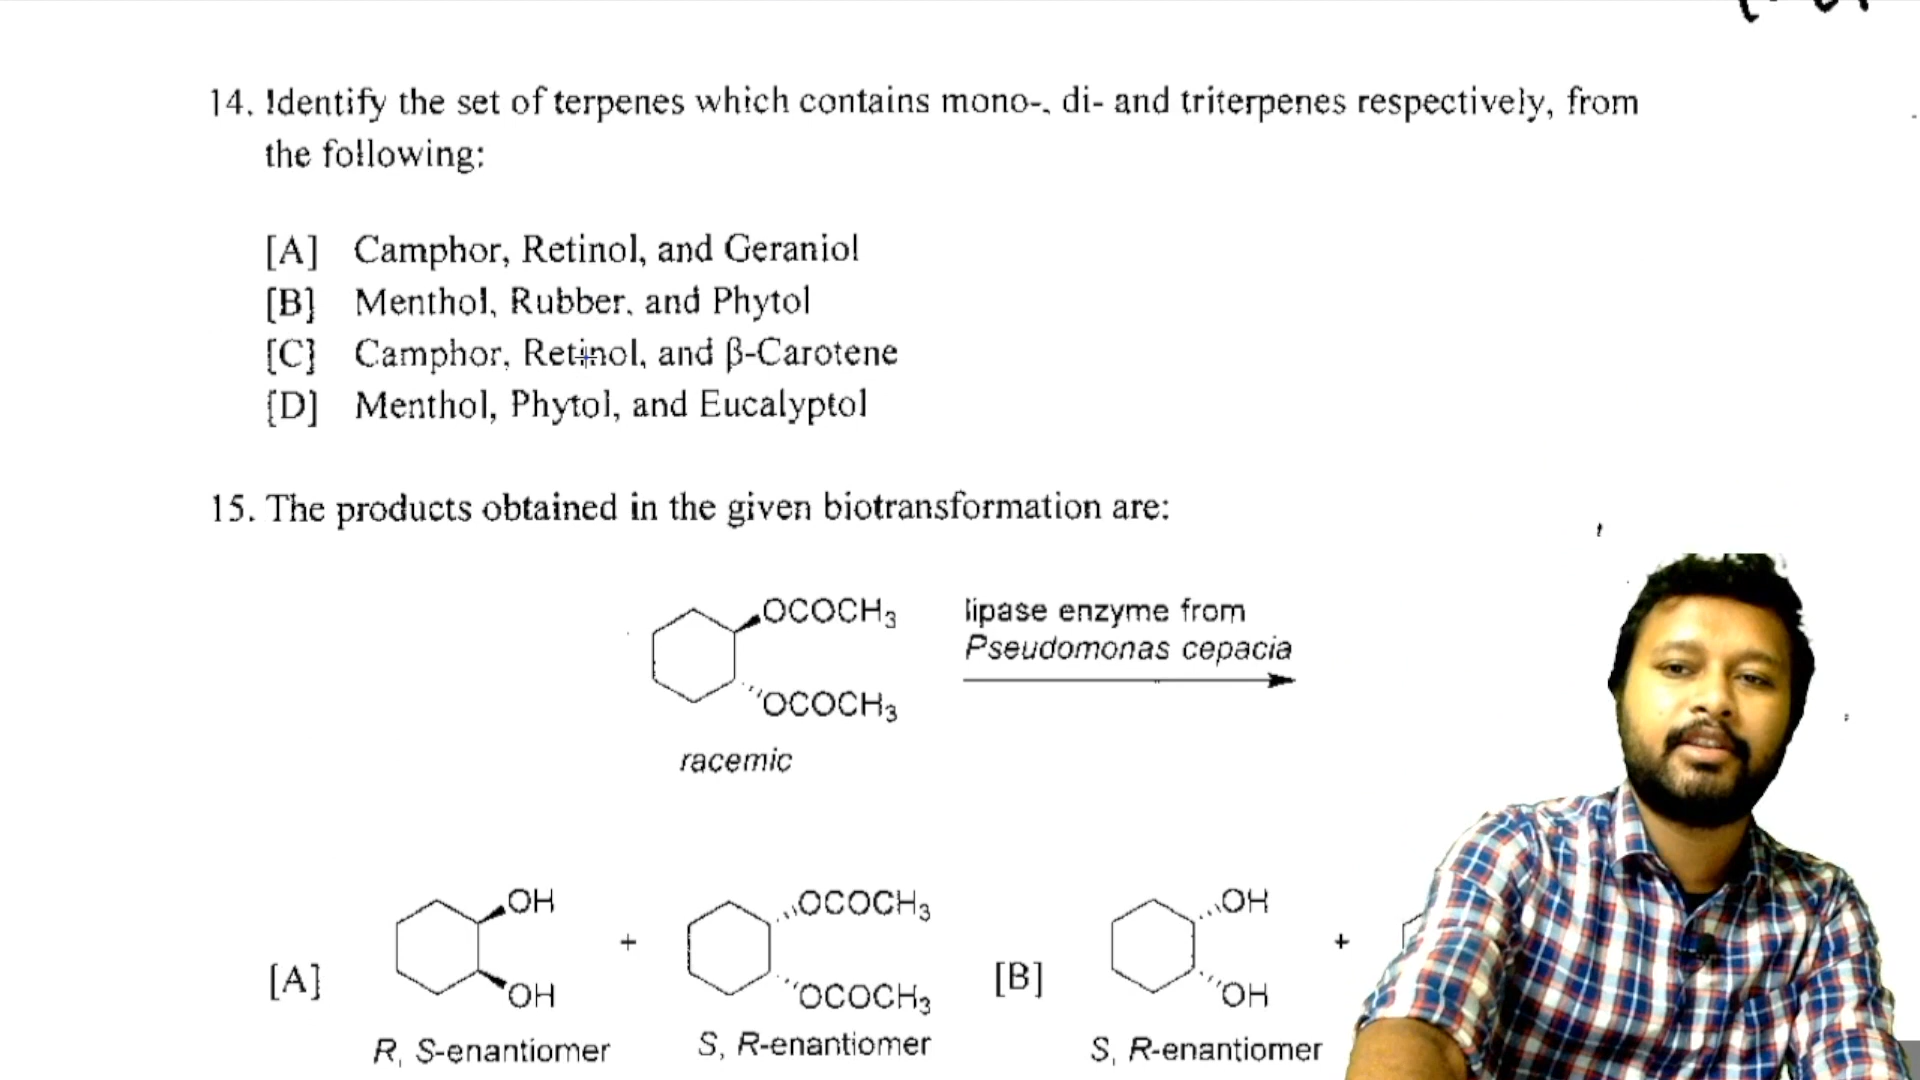 14. Identify the set of terpenes which contains mono-, di- and triterpenes respectively, from
the following:
[A] Camphor, Retinol, and Geraniol
[B] Menthol, Rubber, and Phytol
[C] Camphor, Retinol, and β-Carotene
[D] Menthol, Phytol, and Eucalyptol
15. The products obtained in the given biotransformation are:
OCOCH3
OCOCH3
racemic
lipase enzyme from
Pseudomonas cepacia
[A]
OH
OH
R, S-enantiomer
+
OCOCH3
OCOCH3
S, R-enantiomer
[B]
OH
OH
S, R-enantiomer
+